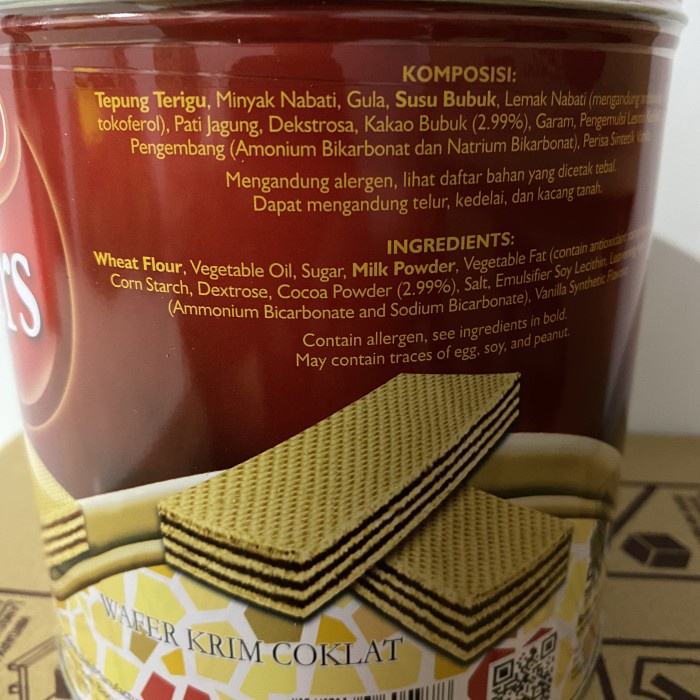 KOMPOSISI:
Tepung Terigu, Minyak Nabati, Gula, Susu Bubuk, Lemak Nabati (mengandung
tokoferol), Pati Jagung, Dekstrosa, Kakao Bubuk (2.99%), Garam, Pengemulsi Lesitin
Pengembang (Amonium Bikarbonat dan Natrium Bikarbonat), Perisa Sintetik Vanila
Mengandung alergen, lihat daftar bahan yang dicetak tebal.
Dapat mengandung telur, kedelai, dan kacang tanah.
rs
INGREDIENTS:
Wheat Flour, Vegetable Oil, Sugar, Milk Powder, Vegetable Fat (contain antioxidant
Corn Starch, Dextrose, Cocoa Powder (2.99%), Salt, Emulsifier Soy Lecithin,
(Ammonium Bicarbonate and Sodium Bicarbonate), Vanilla Synthetic Flavor
Contain allergen, see ingredients in bold.
May contain traces of egg, soy, and peanut.
WAFER KRIM COKLAT